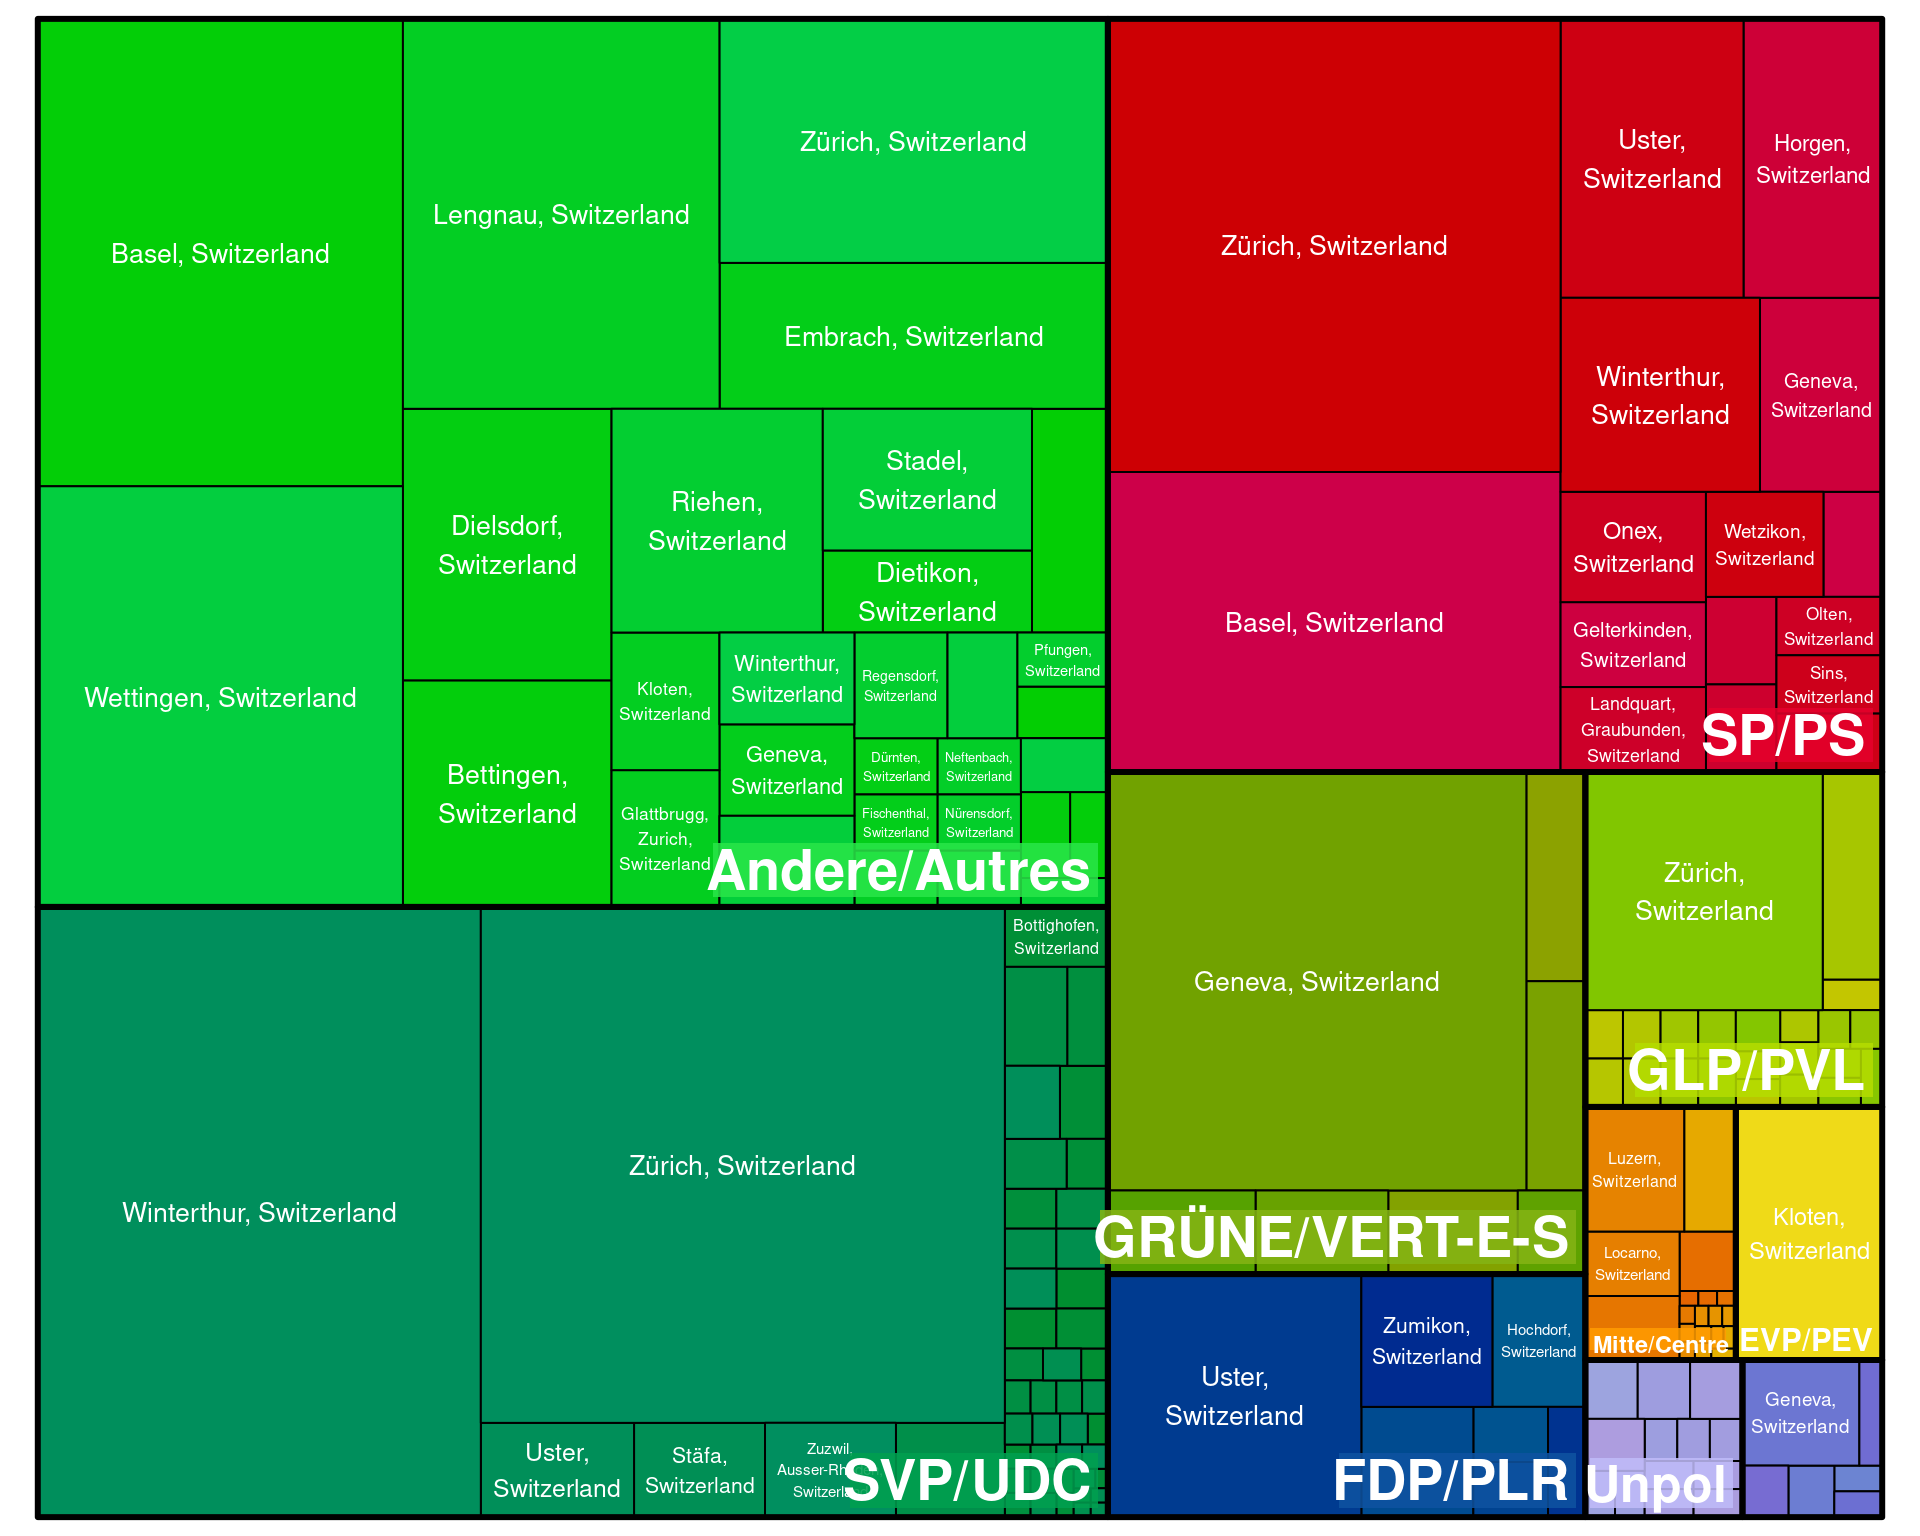 Basel, Switzerland
Lengnau, Switzerland
Zürich, Switzerland
Embrach, Switzerland
Wettingen, Switzerland
Dielsdorf,
Switzerland
Bettingen,
Switzerland
Riehen,
Switzerland
Stadel,
Switzerland
Dietikon,
Switzerland
Kloten,
Switzerland
Glattbrugg,
Zurich,
Switzerland
Winterthur,
Switzerland
Geneva,
Switzerland
Regensdorf,
Switzerland
Pfungen,
Switzerland
Dürnten,
Switzerland
Neftenbach,
Switzerland
Fischenthal,
Switzerland
Nürensdorf,
Switzerland
Andere/Autres
Zürich, Switzerland
Basel, Switzerland
Uster,
Switzerland
Horgen,
Switzerland
Winterthur,
Switzerland
Geneva,
Switzerland
Onex,
Switzerland
Wetzikon,
Switzerland
Gelterkinden,
Switzerland
Olten,
Switzerland
Sins,
Switzerland
Landquart,
Graubunden,
Switzerland
SP/PS
Winterthur, Switzerland
Zürich, Switzerland
Bottighofen,
Switzerland
Uster,
Switzerland
Stäfa,
Switzerland
Zuzwil,
Switzerland
SVP/UDC
Geneva, Switzerland
GRÜNE/VERT-E-S
Zürich,
Switzerland
GLP/PVL
Luzern,
Switzerland
Locarno,
Switzerland
Mitte/Centre
Kloten,
Switzerland
EVP/PEV
Uster,
Switzerland
Zumikon,
Switzerland
Hochdorf,
Switzerland
FDP/PLR
Unpol
Geneva,
Switzerland